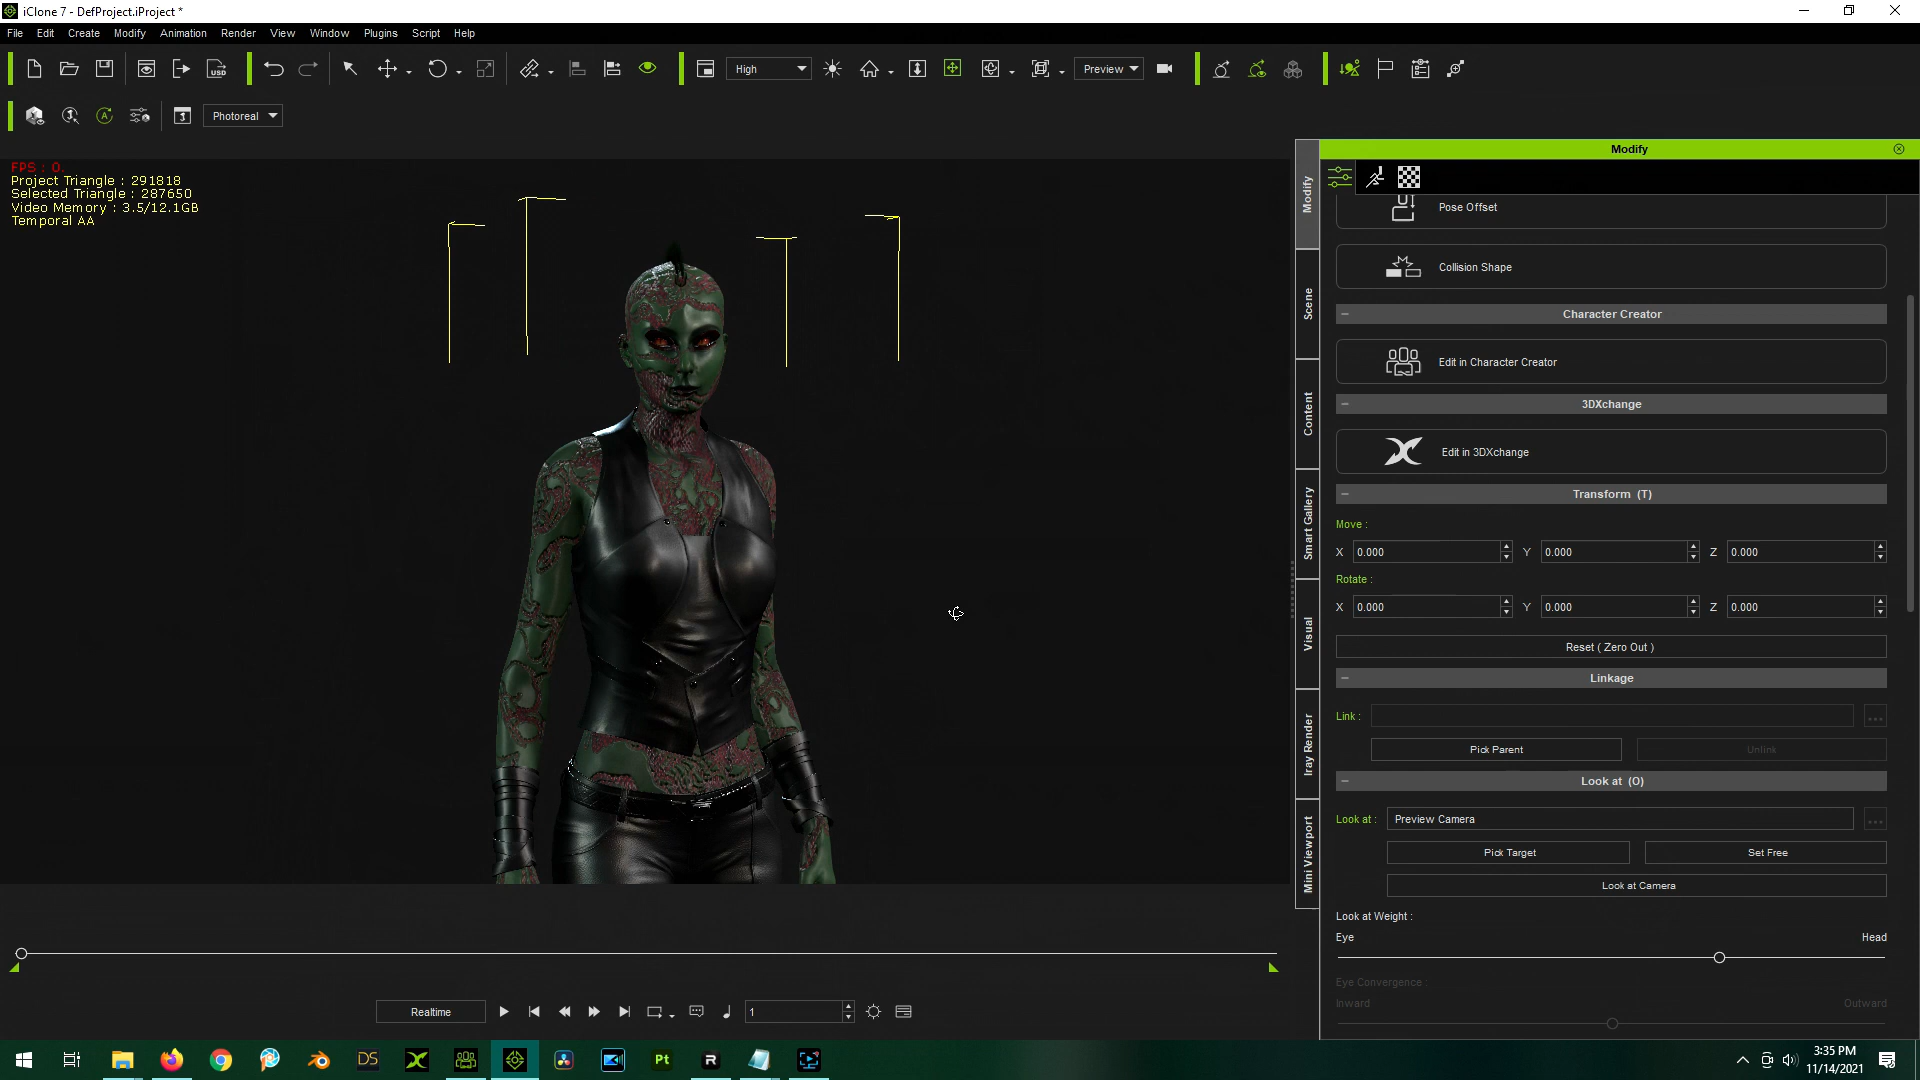 iClone 7 - DefProject.iProject *
File Edit Create Modify Animation Render View Window Plugins Script Help
USD High Preview
A Photoreal
Modify
FPS : 0.
Project Triangle : 291818
Selected Triangle : 287650
Video Memory : 3.5/12.1GB
Temporal AA
Modify
Scene
Content
Smart Gallery
Visual
Iray Render
Mini Viewport
Pose Offset
Collision Shape
Character Creator
Edit in Character Creator
3DXchange
Edit in 3DXchange
Transform (T)
Move :
X 0.000 Y 0.000 Z 0.000
Rotate :
X 0.000 Y 0.000 Z 0.000
Reset ( Zero Out )
Linkage
Link : ...
Pick Parent Unlink
Look at (O)
Look at : Preview Camera ...
Pick Target Set Free
Look at Camera
Look at Weight :
Eye Head
Eye Convergence :
Inward Outward
Realtime 1
DS Pt R
3:35 PM
11/14/2021